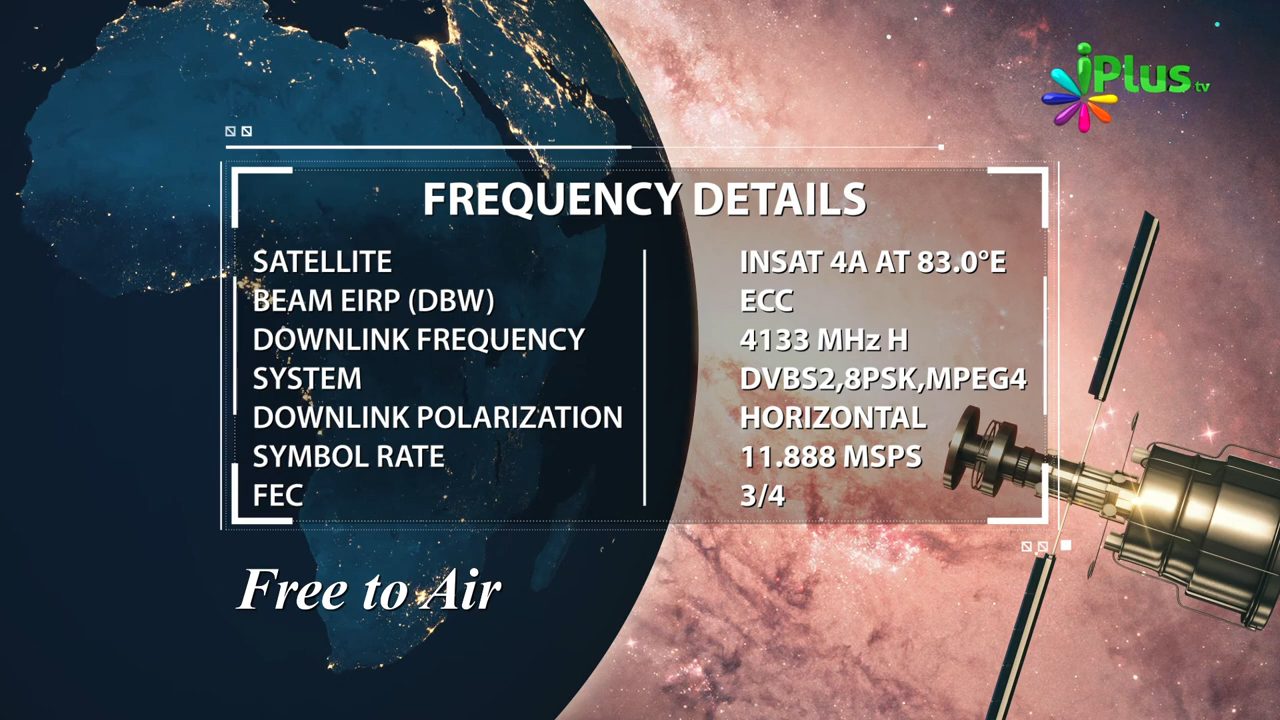 iPlus tv
FREQUENCY DETAILS
SATELLITE INSAT 4A AT 83.0°E
BEAM EIRP (DBW) ECC
DOWNLINK FREQUENCY 4133 MHz H
SYSTEM DVBS2,8PSK,MPEG4
DOWNLINK POLARIZATION HORIZONTAL
SYMBOL RATE 11.888 MSPS
FEC 3/4
Free to Air